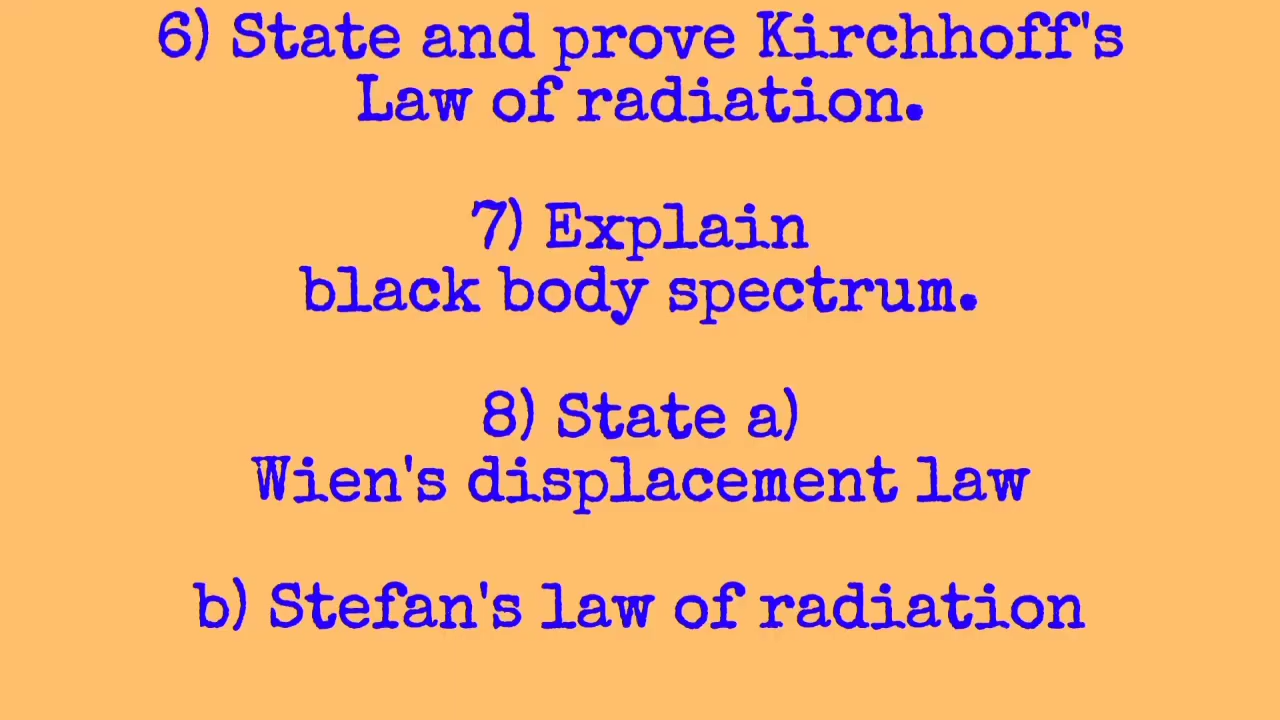 6) State and prove Kirchhoff's
Law of radiation.
7) Explain
black body spectrum.
8) State a)
Wien's displacement law
b) Stefan's law of radiation